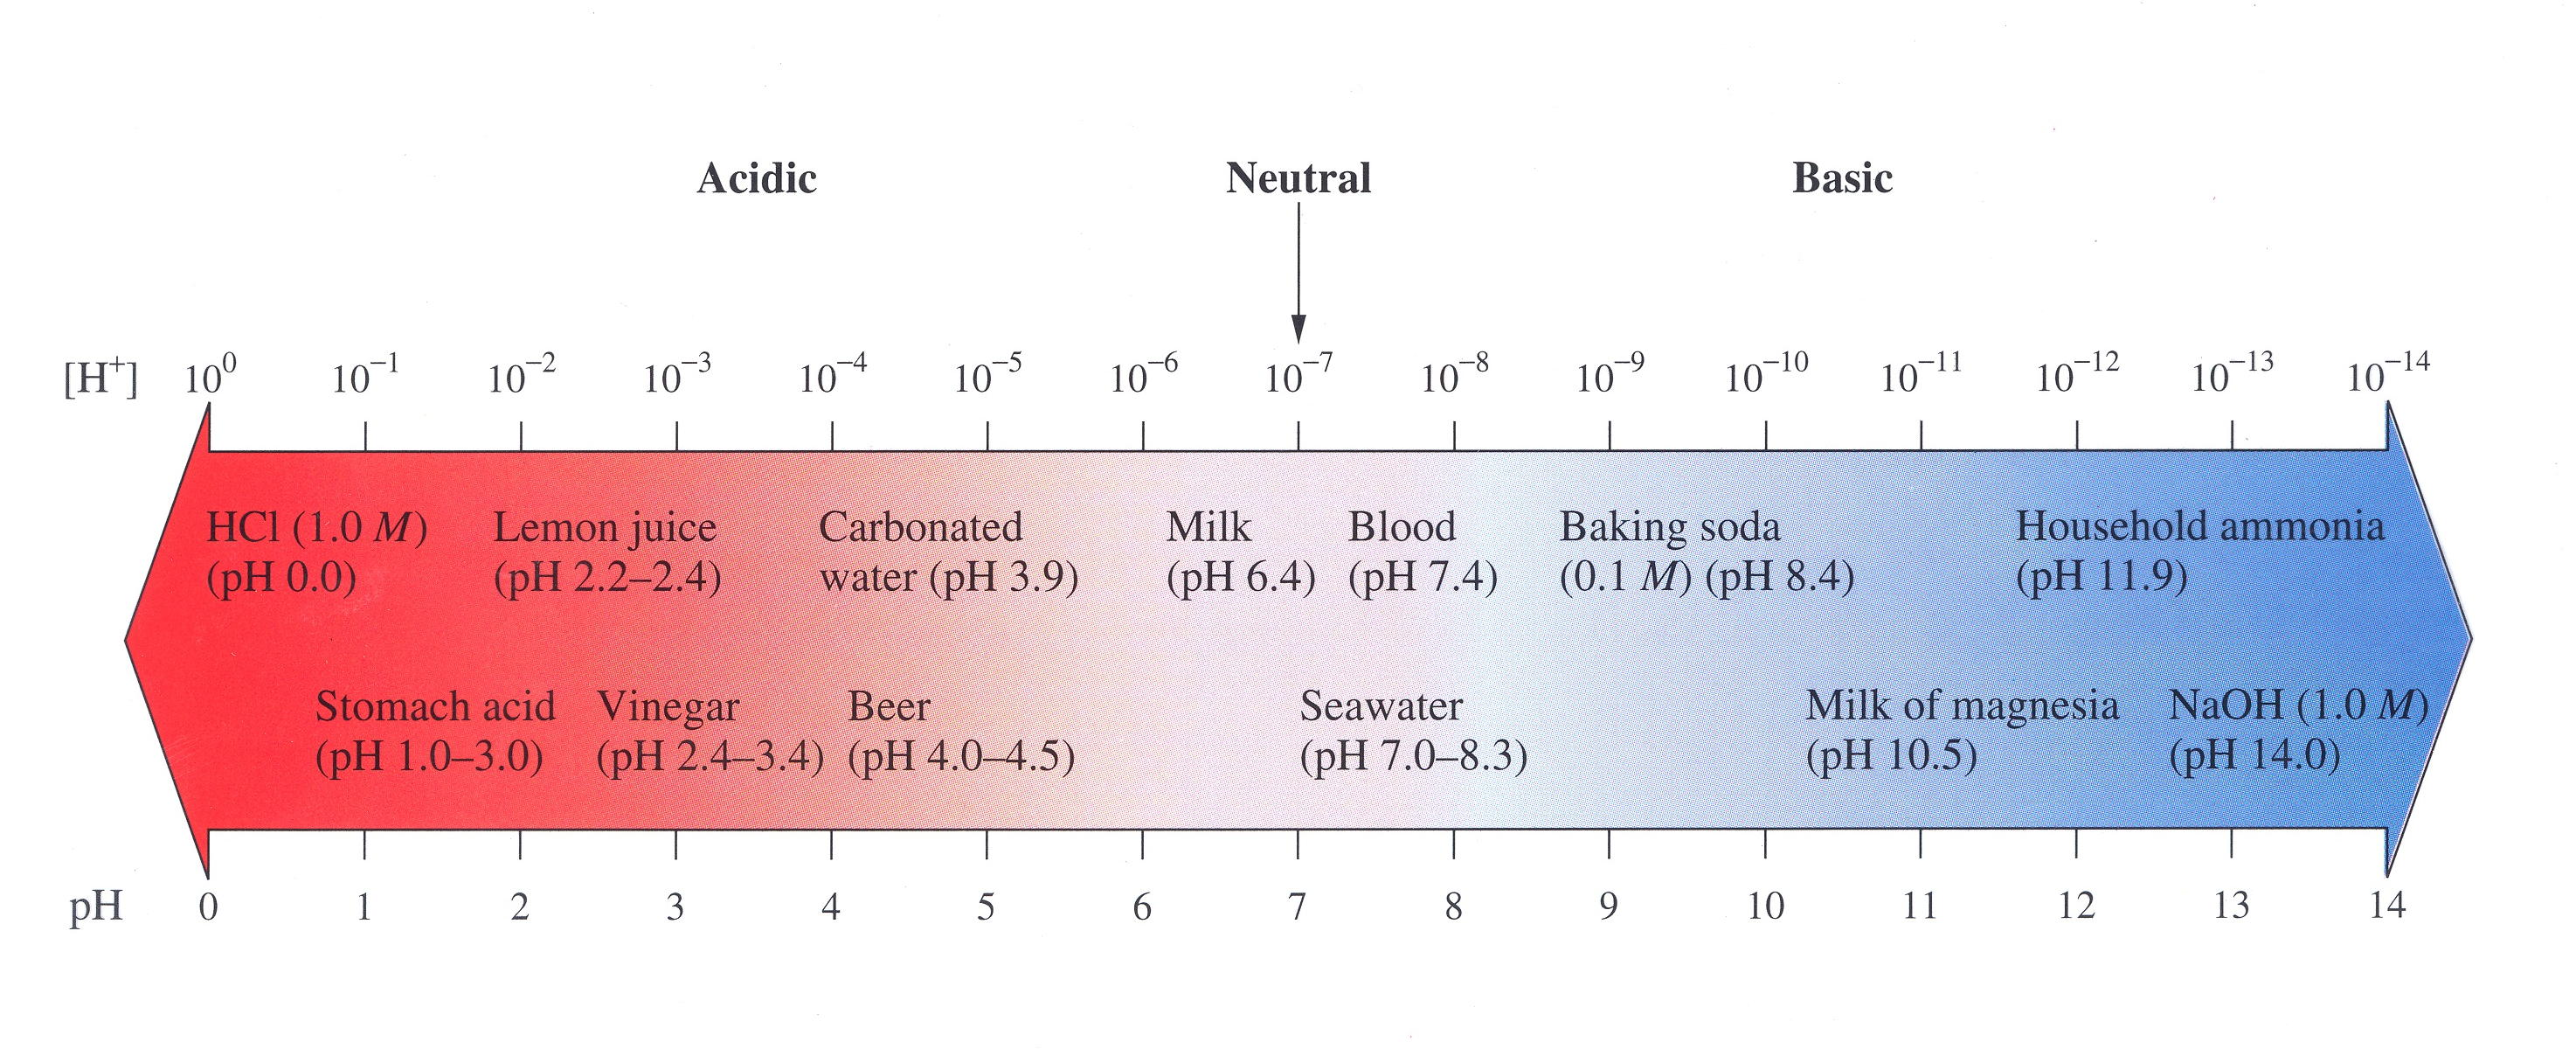 Acidic Neutral Basic
[H⁺] 10⁰ 10⁻¹ 10⁻² 10⁻³ 10⁻⁴ 10⁻⁵ 10⁻⁶ 10⁻⁷ 10⁻⁸ 10⁻⁹ 10⁻¹⁰ 10⁻¹¹ 10⁻¹² 10⁻¹³ 10⁻¹⁴
HCl (1.0 M) Lemon juice Carbonated Milk Blood Baking soda Household ammonia
(pH 0.0) (pH 2.2–2.4) water (pH 3.9) (pH 6.4) (pH 7.4) (0.1 M) (pH 8.4) (pH 11.9)
Stomach acid Vinegar Beer Seawater Milk of magnesia NaOH (1.0 M)
(pH 1.0–3.0) (pH 2.4–3.4) (pH 4.0–4.5) (pH 7.0–8.3) (pH 10.5) (pH 14.0)
pH 0 1 2 3 4 5 6 7 8 9 10 11 12 13 14